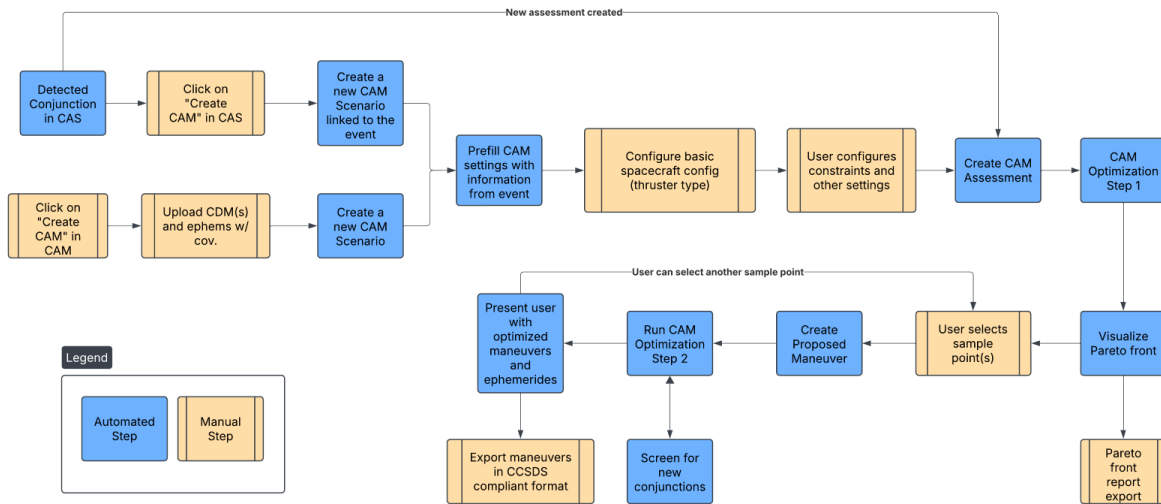 New assessment created
Detected
Conjunction
in CAS
Click on
"Create
CAM" in CAS
Create a
new CAM
Scenario
linked to the
event
Prefill CAM
settings with
information
from event
Configure basic
spacecraft config
(thruster type)
User configures
constraints and
other settings
Create CAM
Assessment
CAM
Optimization
Step 1
Click on
"Create
CAM" in
CAM
Upload CDM(s)
and ephems w/
cov.
Create a
new CAM
Scenario
User can select another sample point
Present user
with
optimized
maneuvers
and
ephemerides
Run CAM
Optimization
Step 2
Create
Proposed
Maneuver
User selects
sample
point(s)
Visualize
Pareto front
Legend
Automated
Step
Manual
Step
Export maneuvers
in CCSDS
compliant format
Screen for
new
conjunctions
Pareto
front
report
export